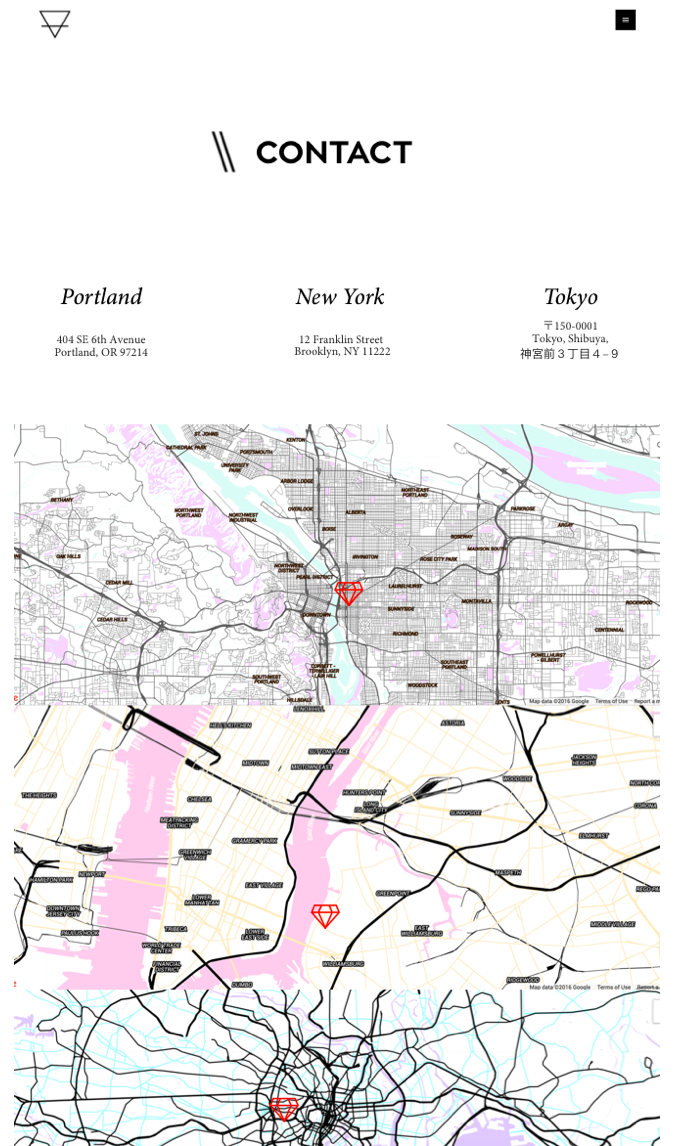 CONTACT
Portland
404 SE 6th Avenue
Portland, OR 97214
New York
12 Franklin Street
Brooklyn, NY 11222
Tokyo
〒150-0001
Tokyo, Shibuya,
神宮前３丁目４−９
ST. JOHNS
CATHEDRAL PARK
KENTON
PORTSMOUTH
UNIVERSITY
PARK
ARBOR LODGE
BETHANY
NORTHWEST
PORTLAND
NORTHWEST
INDUSTRIAL
OVERLOOK
ALBERTA
NORTHEAST
PORTLAND
PARKROSE
BOISE
ARGAY
ROSEWAY
MADISON SOUTH
OAK HILLS
IRVINGTON
ROSE CITY PARK
NORTHWEST
DISTRICT
PEARL DISTRICT
CEDAR MILL
LAURELHURST
MONTAVILLA
ROCKWOOD
SUNNYSIDE
DOWNTOWN
CEDAR HILLS
RICHMOND
CENTENNIAL
CORBETT -
TERWILLIGER
- LAIR HILL
SOUTHWEST
PORTLAND
SOUTHEAST
PORTLAND
POWELLHURST
- GILBERT
WOODSTOCK
HILLSDALE
LENTS
Map data ©2016 Google
Terms of Use
Report a m
LENOX HILL
HELL'S KITCHEN
ASTORIA
SUTTON PLACE
MIDTOWN
MIDTOWN EAST
JACKSON
HEIGHTS
WOODSIDE
NORTH COR
THE HEIGHTS
HUNTERS POINT
CHELSEA
LONG
ISLAND CITY
SUNNYSIDE
CORONA
MEATPACKING
DISTRICT
ELMHURST
GRAMERCY PARK
GREENWICH
VILLAGE
MASPETH
NEWPORT
HAMILTON PARK
EAST VILLAGE
GREENPOINT
REGO PA
LOWER
MANHATTAN
DOWNTOWN
JERSEY CITY
MIDDLE VILLAGE
PAULUS HOOK
TRIBECA
LOWER
EAST SIDE
EAST
WILLIAMSBURG
WORLD TRADE
CENTER
FINANCIAL
DISTRICT
WILLIAMSBURG
RIDGEWOOD
DUMBO
Map data ©2016 Google
Terms of Use
Report a